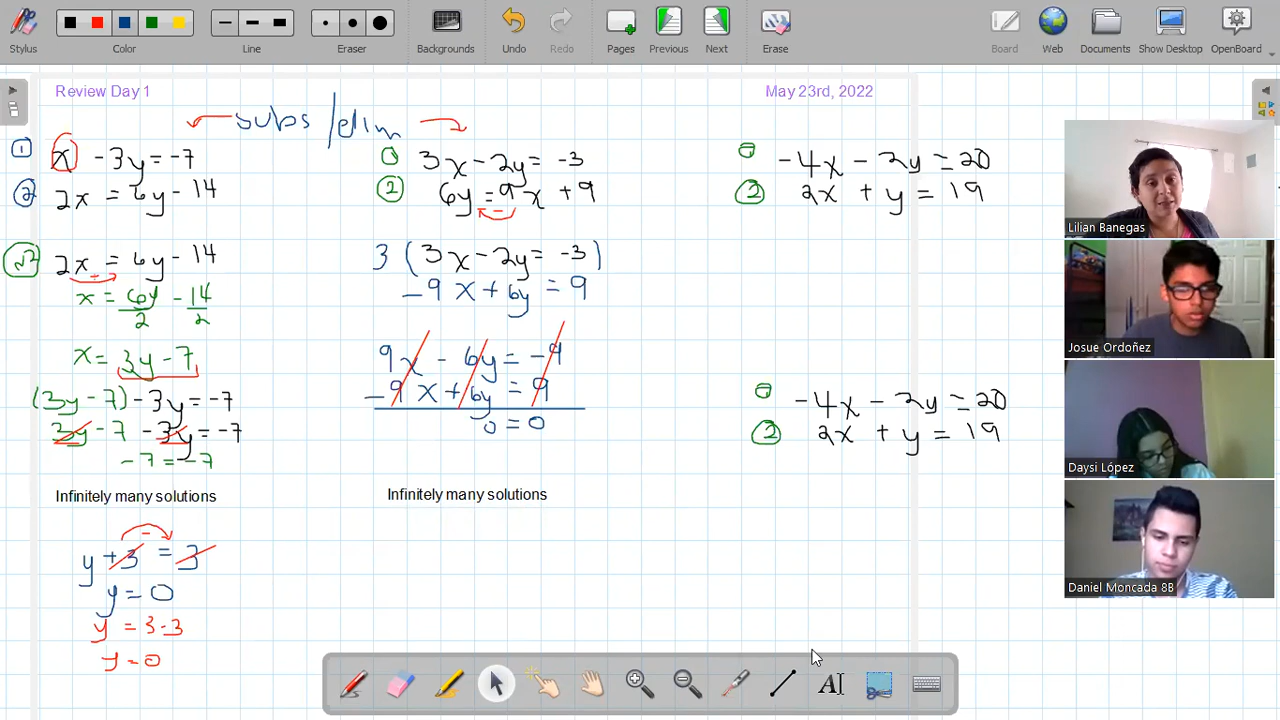 Stylus
Color
Line
Eraser
Backgrounds
Undo
Redo
Pages
Previous
Next
Erase
Board
Web
Documents
Show Desktop
OpenBoard
Review Day 1
May 23rd, 2022
subs / elim
1 x - 3y = -7
2 2x = 6y - 14
2x = 6y - 14
x = 6y/2 - 14/2
x = 3y - 7
(3y - 7) - 3y = -7
3y - 7 - 3y = -7
-7 = -7
Infinitely many solutions
y + 3 = 3
y = 0
y = 3 - 3
y = 0
1 3x - 2y = -3
2 6y = 9x + 9
3 (3x - 2y = -3)
-9x + 6y = 9
9x - 6y = -9
-9x + 6y = 9
0 = 0
Infinitely many solutions
1 -4x - 2y = 20
2 2x + y = 19
1 -4x - 2y = 20
2 2x + y = 19
Lilian Banegas
Josue Ordoñez
Daysi López
Daniel Moncada 8B